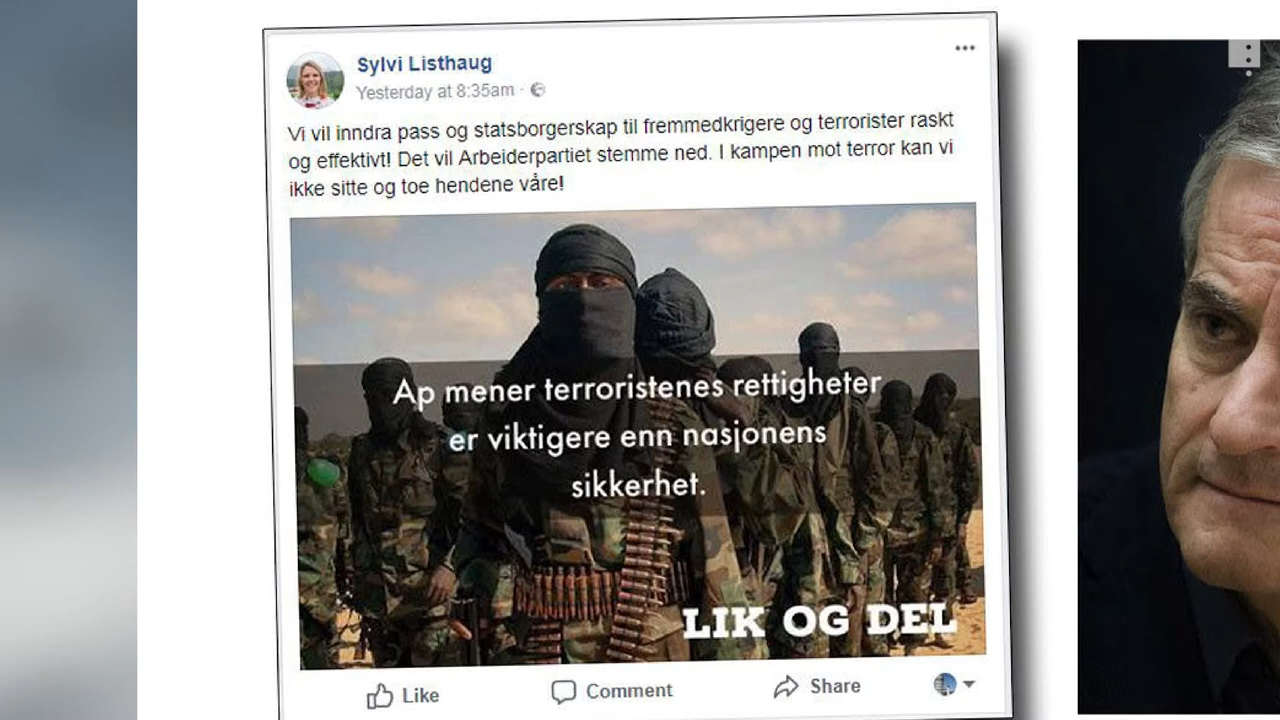 Sylvi Listhaug
Yesterday at 8:35am ·
Vi vil inndra pass og statsborgerskap til fremmedkrigere og terrorister raskt
og effektivt! Det vil Arbeiderpartiet stemme ned. I kampen mot terror kan vi
ikke sitte og toe hendene våre!
Ap mener terroristenes rettigheter
er viktigere enn nasjonens
sikkerhet.
LIK OG DEL
Like Comment Share